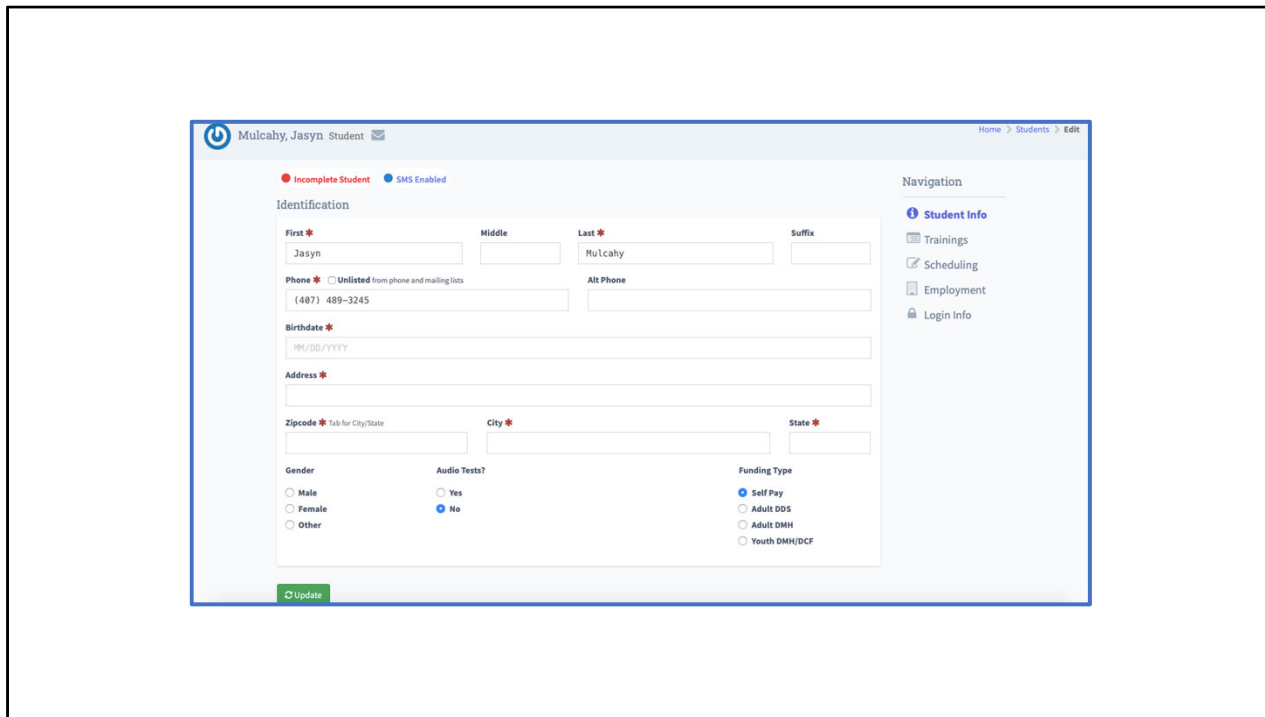 Mulcahy, Jasyn Student
Home > Students > Edit
Incomplete Student SMS Enabled
Identification
First * Middle Last * Suffix
Jasyn Mulcahy
Phone * Unlisted from phone and mailing lists Alt Phone
(407) 489-3245
Birthdate *
MM/DD/YYYY
Address *
Zipcode * Tab for City/State City * State *
Gender Audio Tests? Funding Type
Male Yes Self Pay
Female No Adult DDS
Other Adult DMH
Youth DMH/DCF
Update
Navigation
Student Info
Trainings
Scheduling
Employment
Login Info